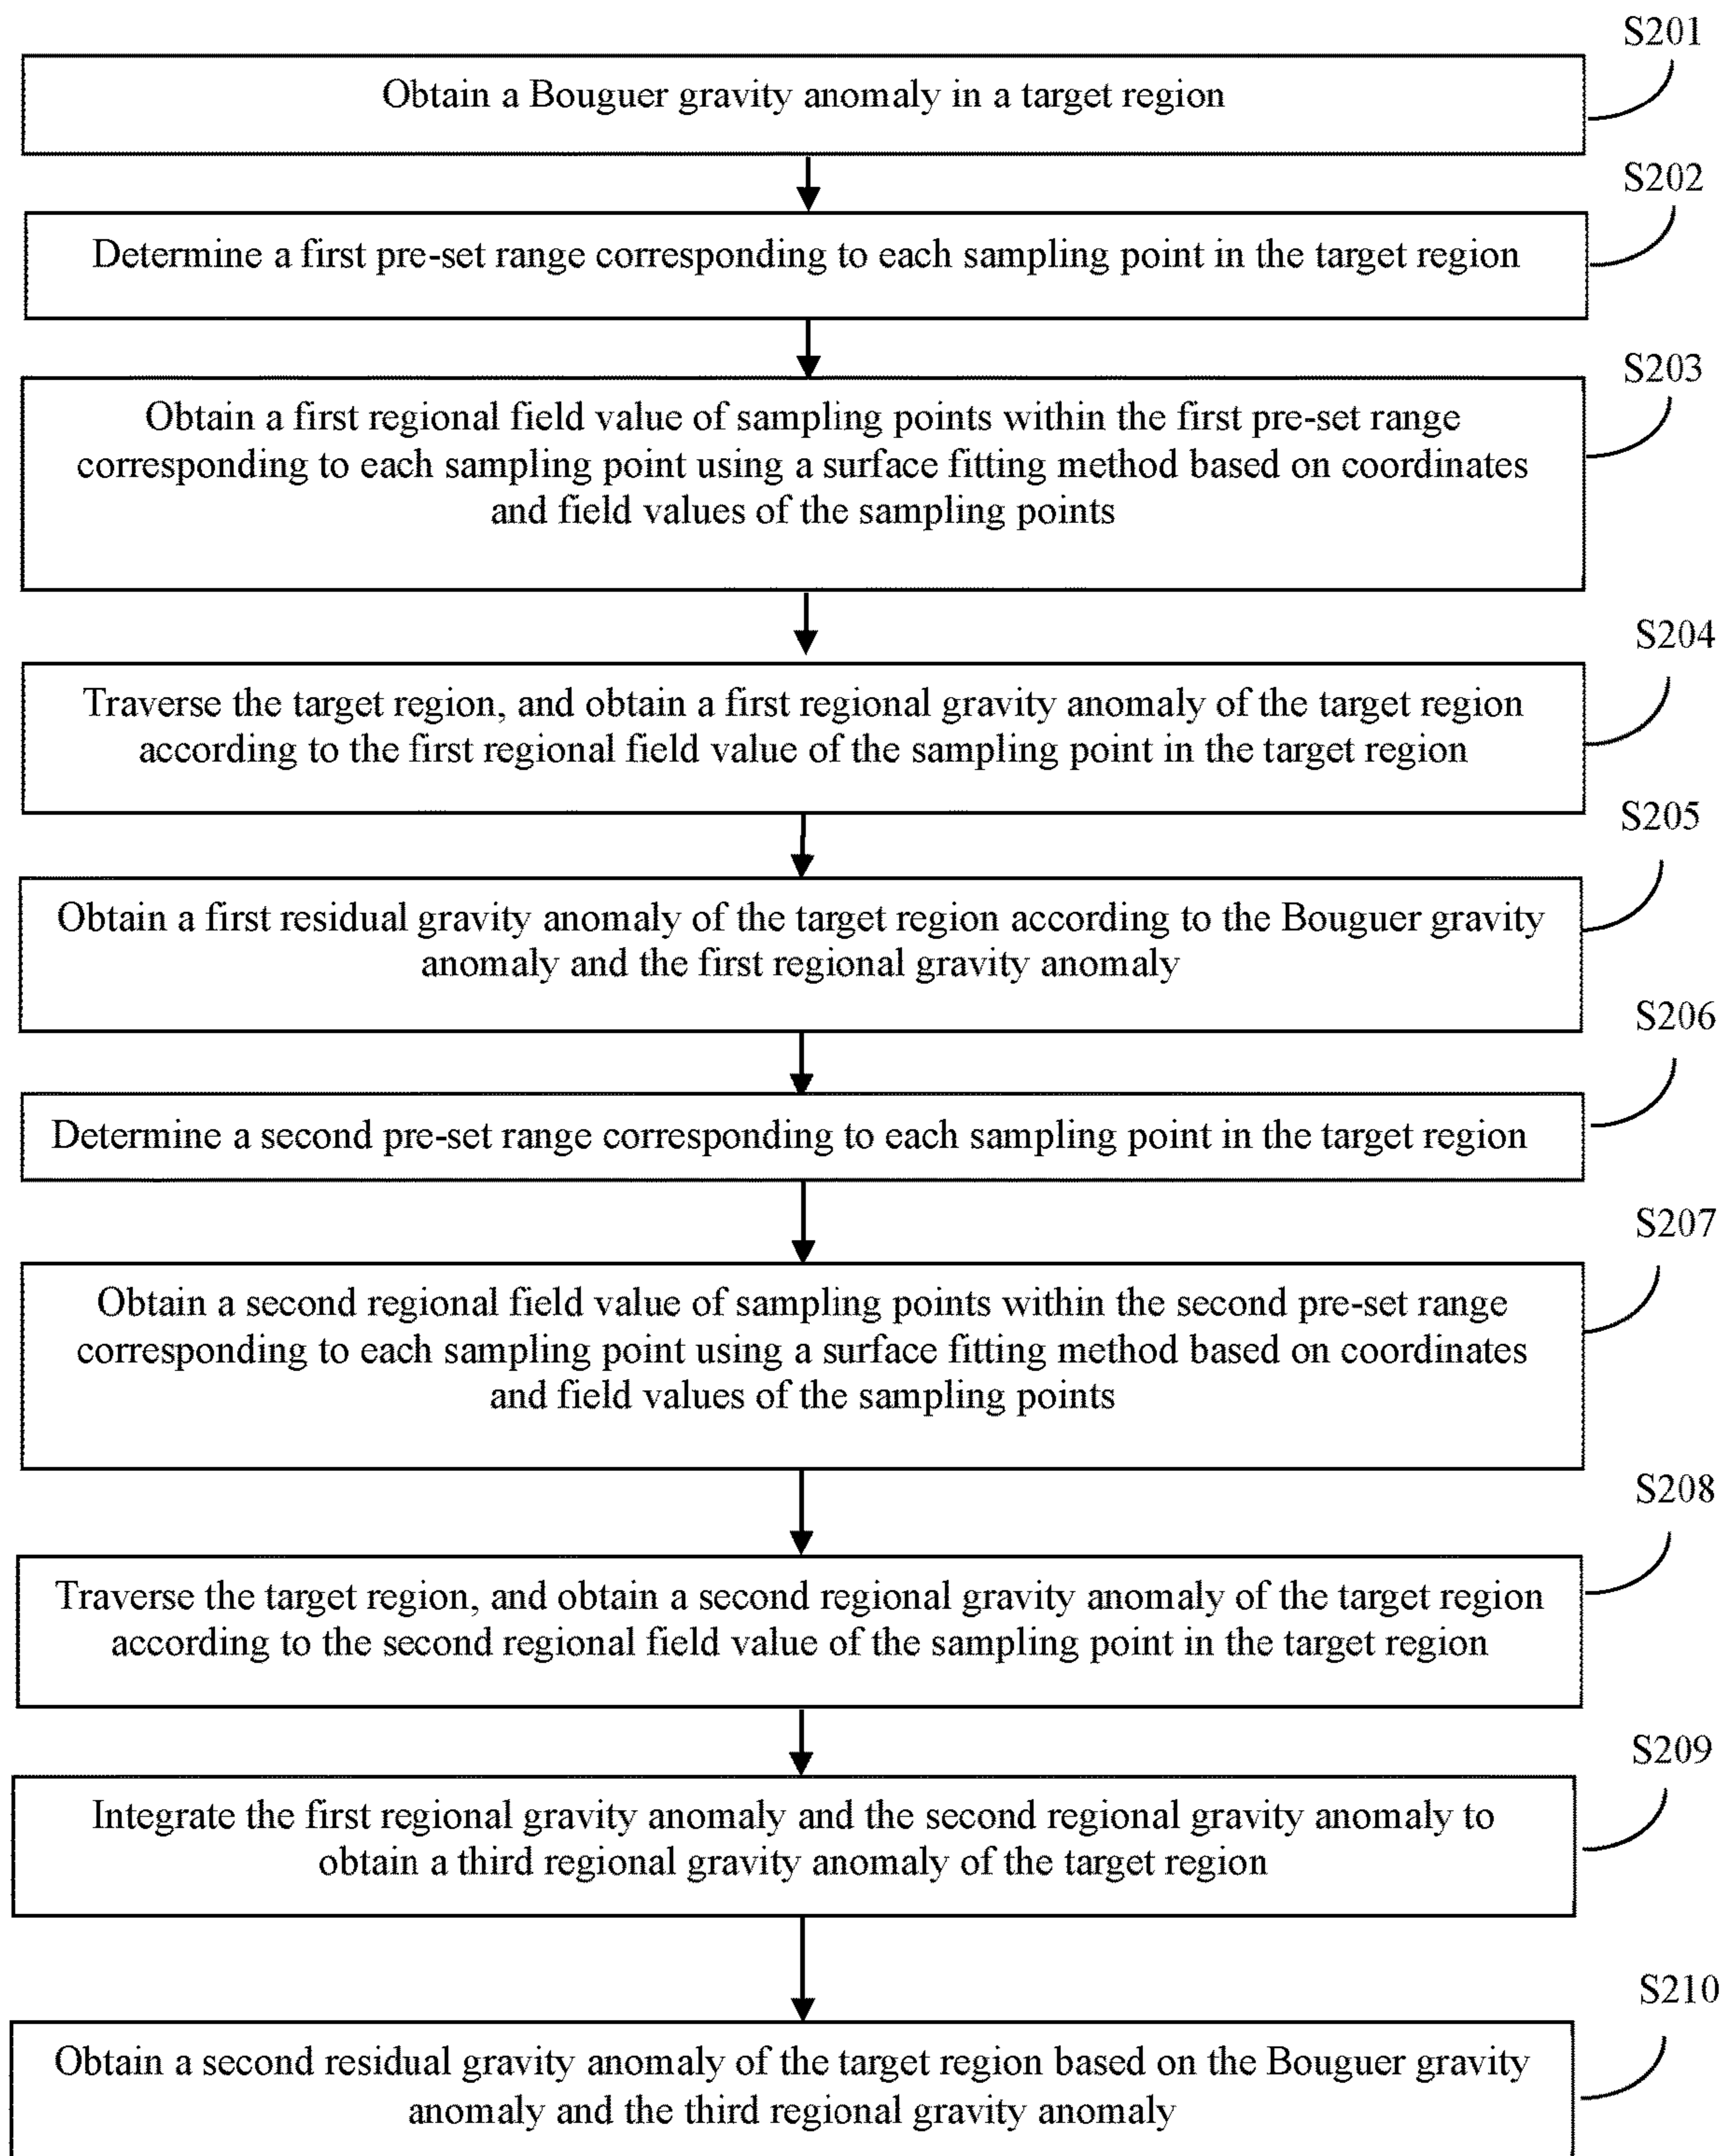 S201
Obtain a Bouguer gravity anomaly in a target region
S202
Determine a first pre-set range corresponding to each sampling point in the target region
S203
Obtain a first regional field value of sampling points within the first pre-set range
corresponding to each sampling point using a surface fitting method based on coordinates
and field values of the sampling points
S204
Traverse the target region, and obtain a first regional gravity anomaly of the target region
according to the first regional field value of the sampling point in the target region
S205
Obtain a first residual gravity anomaly of the target region according to the Bouguer gravity
anomaly and the first regional gravity anomaly
S206
Determine a second pre-set range corresponding to each sampling point in the target region
S207
Obtain a second regional field value of sampling points within the second pre-set range
corresponding to each sampling point using a surface fitting method based on coordinates
and field values of the sampling points
S208
Traverse the target region, and obtain a second regional gravity anomaly of the target region
according to the second regional field value of the sampling point in the target region
S209
Integrate the first regional gravity anomaly and the second regional gravity anomaly to
obtain a third regional gravity anomaly of the target region
S210
Obtain a second residual gravity anomaly of the target region based on the Bouguer gravity
anomaly and the third regional gravity anomaly